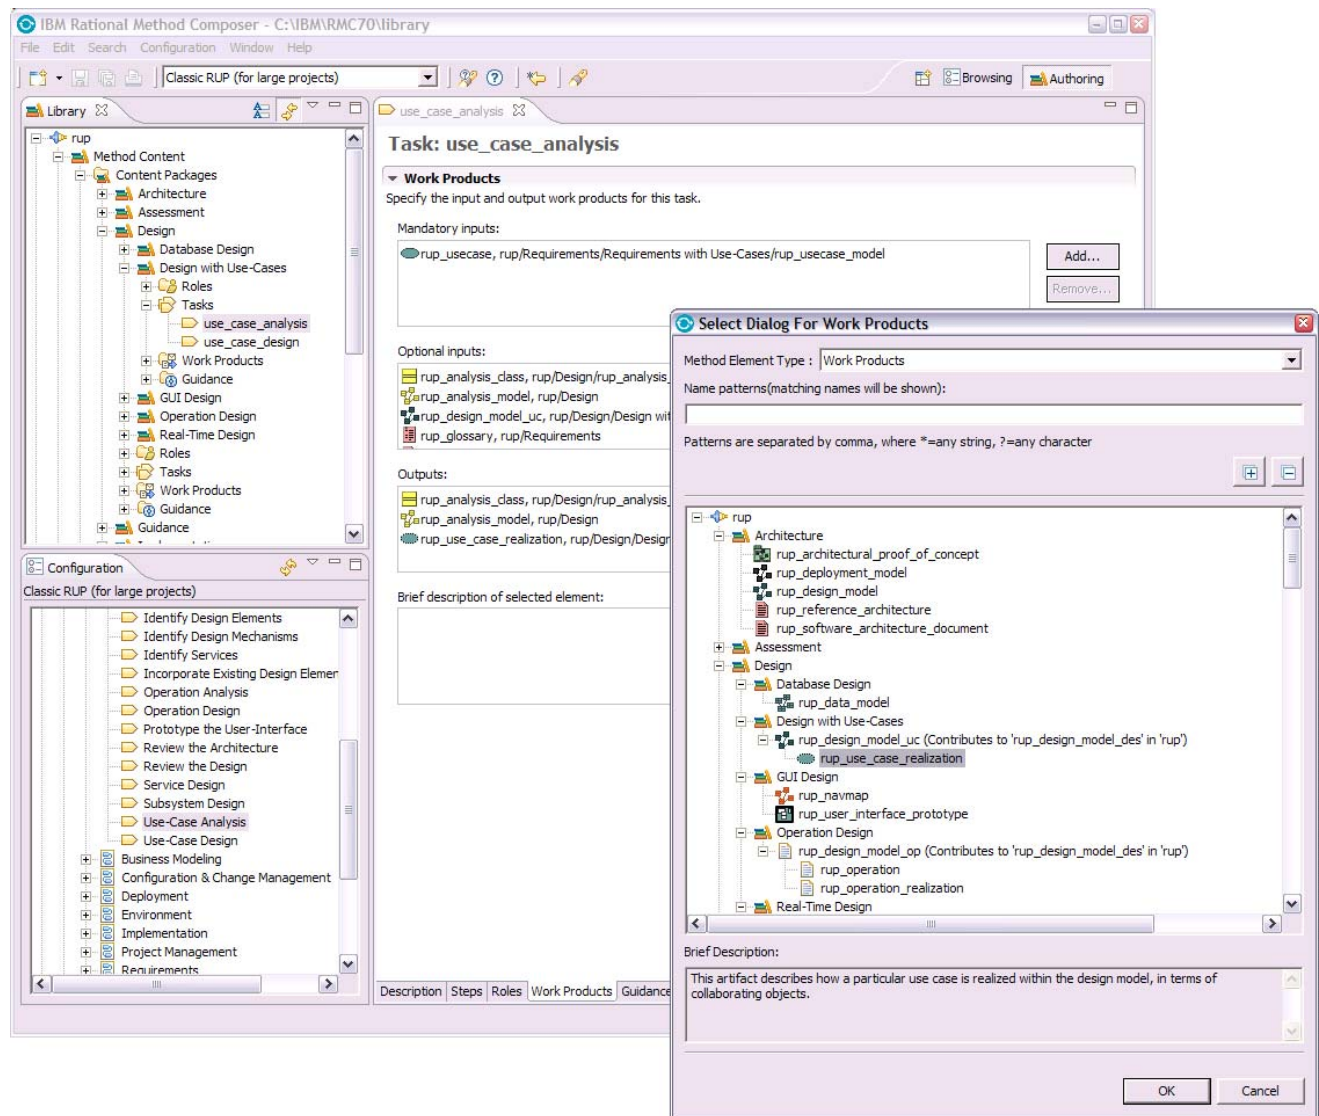 IBM Rational Method Composer - C:\IBM\RMC70\library
File Edit Search Configuration Window Help
Classic RUP (for large projects)
Browsing
Authoring
Library
rup
Method Content
Content Packages
Architecture
Assessment
Design
Database Design
Design with Use-Cases
Roles
Tasks
use_case_analysis
use_case_design
Work Products
Guidance
GUI Design
Operation Design
Real-Time Design
Roles
Tasks
Work Products
Guidance
Guidance
Configuration
Classic RUP (for large projects)
Identify Design Elements
Identify Design Mechanisms
Identify Services
Incorporate Existing Design Elemen
Operation Analysis
Operation Design
Prototype the User-Interface
Review the Architecture
Review the Design
Service Design
Subsystem Design
Use-Case Analysis
Use-Case Design
Business Modeling
Configuration & Change Management
Deployment
Environment
Implementation
Project Management
Requirements
use_case_analysis
Task: use_case_analysis
Work Products
Specify the input and output work products for this task.
Mandatory inputs:
rup_usecase, rup/Requirements/Requirements with Use-Cases/rup_usecase_model
Add...
Remove...
Optional inputs:
rup_analysis_class, rup/Design/rup_analysis_
rup_analysis_model, rup/Design
rup_design_model_uc, rup/Design/Design wit
rup_glossary, rup/Requirements
Outputs:
rup_analysis_class, rup/Design/rup_analysis_
rup_analysis_model, rup/Design
rup_use_case_realization, rup/Design/Design
Brief description of selected element:
Description Steps Roles Work Products Guidance
Select Dialog For Work Products
Method Element Type : Work Products
Name patterns(matching names will be shown):
Patterns are separated by comma, where *=any string, ?=any character
rup
Architecture
rup_architectural_proof_of_concept
rup_deployment_model
rup_design_model
rup_reference_architecture
rup_software_architecture_document
Assessment
Design
Database Design
rup_data_model
Design with Use-Cases
rup_design_model_uc (Contributes to 'rup_design_model_des' in 'rup')
rup_use_case_realization
GUI Design
rup_navmap
rup_user_interface_prototype
Operation Design
rup_design_model_op (Contributes to 'rup_design_model_des' in 'rup')
rup_operation
rup_operation_realization
Real-Time Design
Brief Description:
This artifact describes how a particular use case is realized within the design model, in terms of
collaborating objects.
OK
Cancel